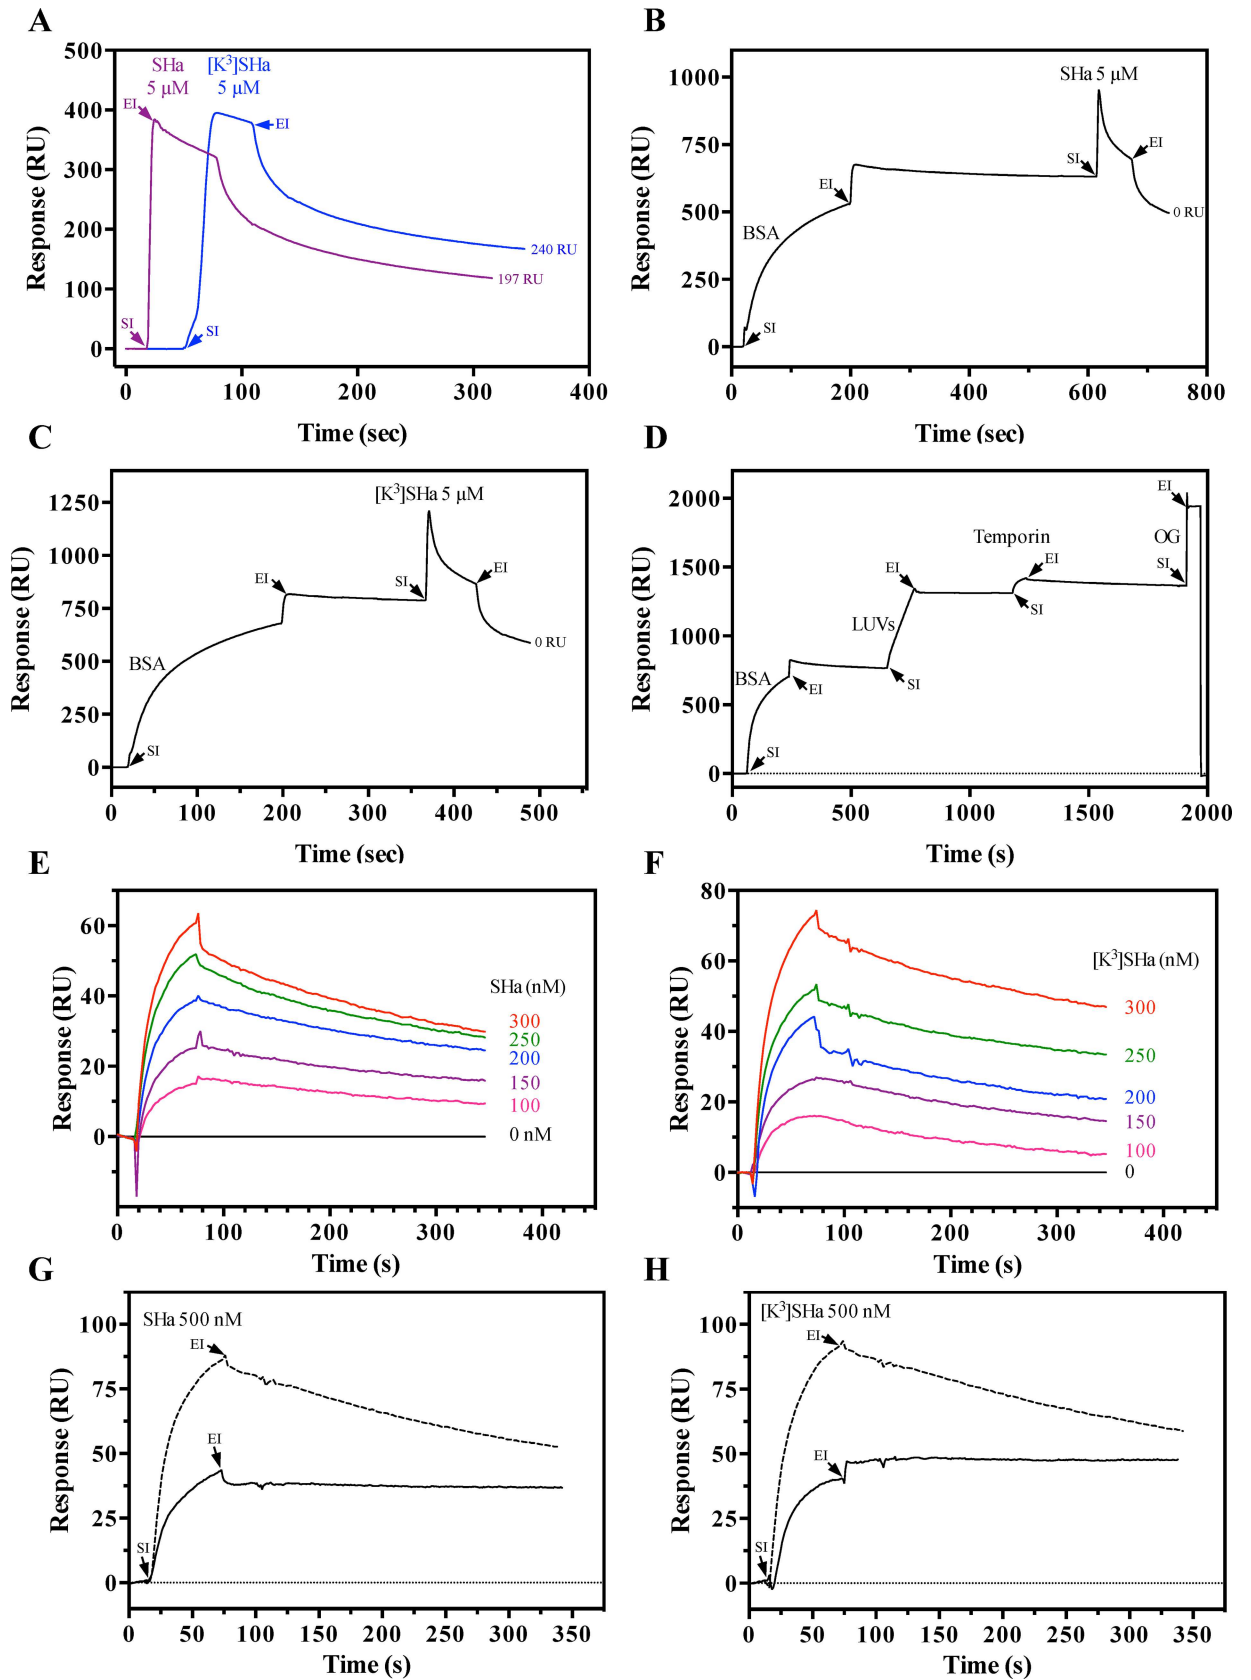 A
500
400
300
200
100
0
Response (RU)
SHa
5 μM
[K³]SHa
5 μM
EI
EI
SI
SI
240 RU
197 RU
0 100 200 300 400
Time (sec)
B
1000
750
500
250
0
Response (RU)
SHa 5 μM
BSA
EI
SI
EI
SI
0 RU
0 200 400 600 800
Time (sec)
C
1250
1000
750
500
250
0
Response (RU)
[K³]SHa 5 μM
BSA
EI
SI
EI
SI
0 RU
0 100 200 300 400 500
Time (sec)
D
2000
1500
1000
500
0
Response (RU)
EI
OG
SI
Temporin
EI
EI
SI
LUVs
SI
BSA
EI
SI
0 500 1000 1500 2000
Time (s)
E
60
40
20
0
Response (RU)
SHa (nM)
300
250
200
150
100
0 nM
0 100 200 300 400
Time (s)
F
80
60
40
20
0
Response (RU)
[K³]SHa (nM)
300
250
200
150
100
0
0 100 200 300 400
Time (s)
G
100
75
50
25
0
Response (RU)
SHa 500 nM
EI
EI
SI
0 50 100 150 200 250 300 350
Time (s)
H
100
75
50
25
0
Response (RU)
[K³]SHa 500 nM
EI
EI
SI
0 50 100 150 200 250 300 350
Time (s)